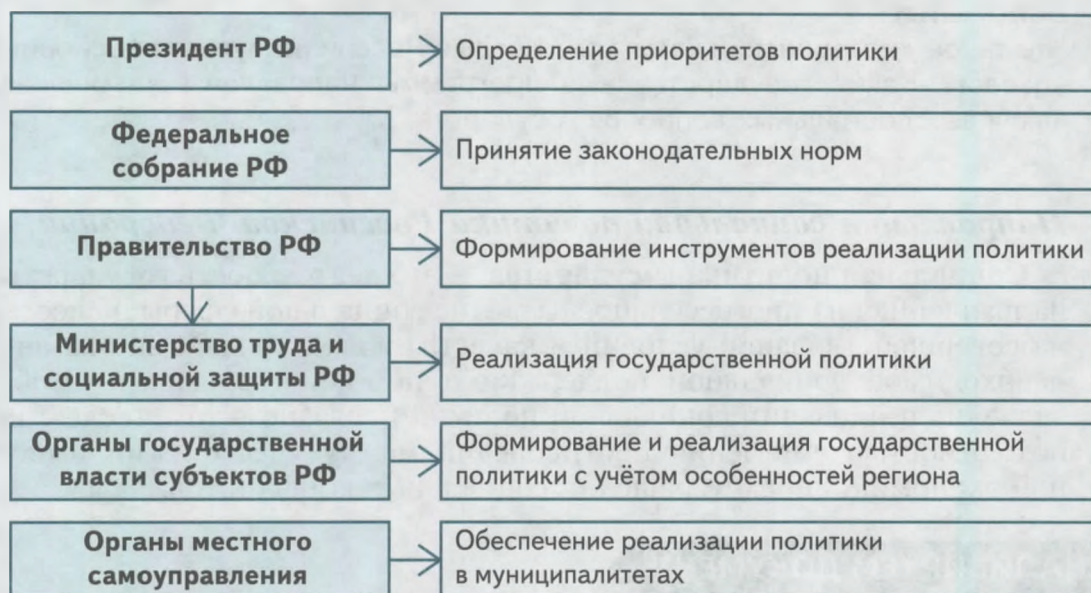 Президент РФ
Определение приоритетов политики
Федеральное
собрание РФ
Принятие законодательных норм
Правительство РФ
Формирование инструментов реализации политики
Министерство труда и
социальной защиты РФ
Реализация государственной политики
Органы государственной
власти субъектов РФ
Формирование и реализация государственной
политики с учётом особенностей региона
Органы местного
самоуправления
Обеспечение реализации политики
в муниципалитетах